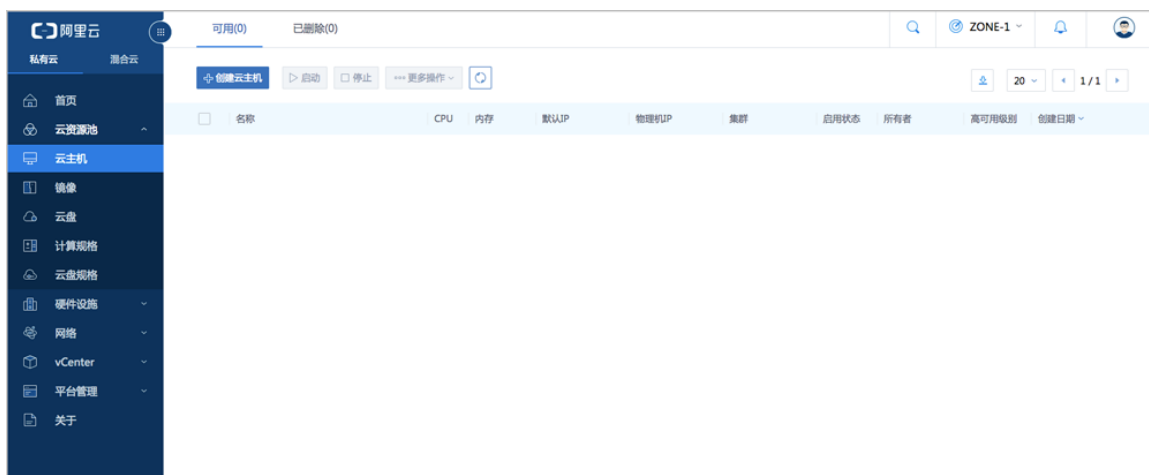 阿里云
可用(0) 已删除(0) ZONE-1
私有云 混合云
创建云主机 启动 停止 更多操作 20 1 / 1
名称 CPU 内存 默认IP 物理机IP 集群 启用状态 所有者 高可用级别 创建日期
首页
云资源池
云主机
镜像
云盘
计算规格
云盘规格
硬件设施
网络
vCenter
平台管理
关于